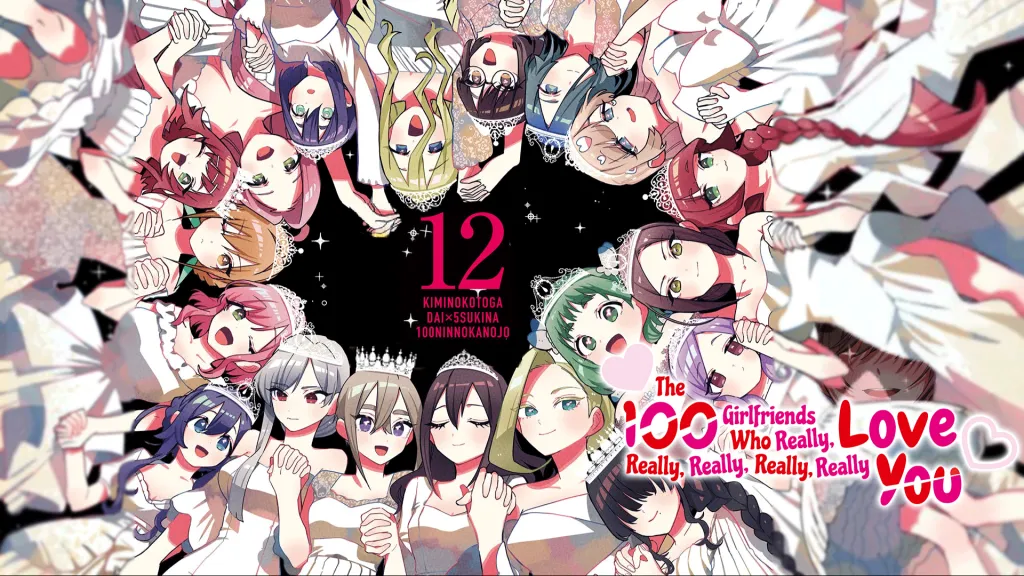 12
KIMINOKOTOGA
DAI×5SUKINA
100NINNOKANOJO
The
100 Girlfriends
Who Really, Love
Really, Really, Really, Really You